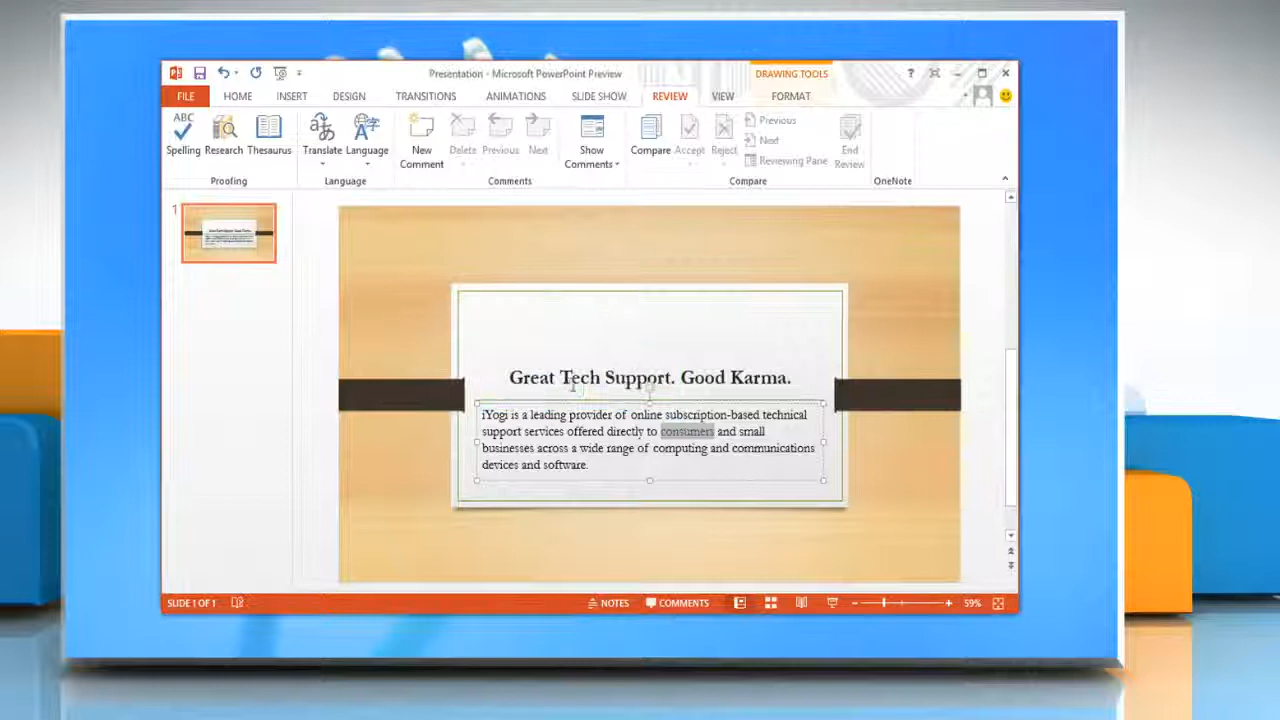 Presentation - Microsoft PowerPoint Preview
DRAWING TOOLS
?
FILE HOME INSERT DESIGN TRANSITIONS ANIMATIONS SLIDE SHOW REVIEW VIEW FORMAT
ABC
Spelling Research Thesaurus
Proofing
Translate Language
Language
New Comment Delete Previous Next Show Comments
Comments
Compare Accept Reject
Previous
Next
Reviewing Pane
End Review
Compare
OneNote
1
Great Tech Support. Good Karma.
iYogi is a leading provider of online subscription-based technical
support services offered directly to consumers and small
businesses across a wide range of computing and communications
devices and software.
SLIDE 1 OF 1 NOTES COMMENTS 59%